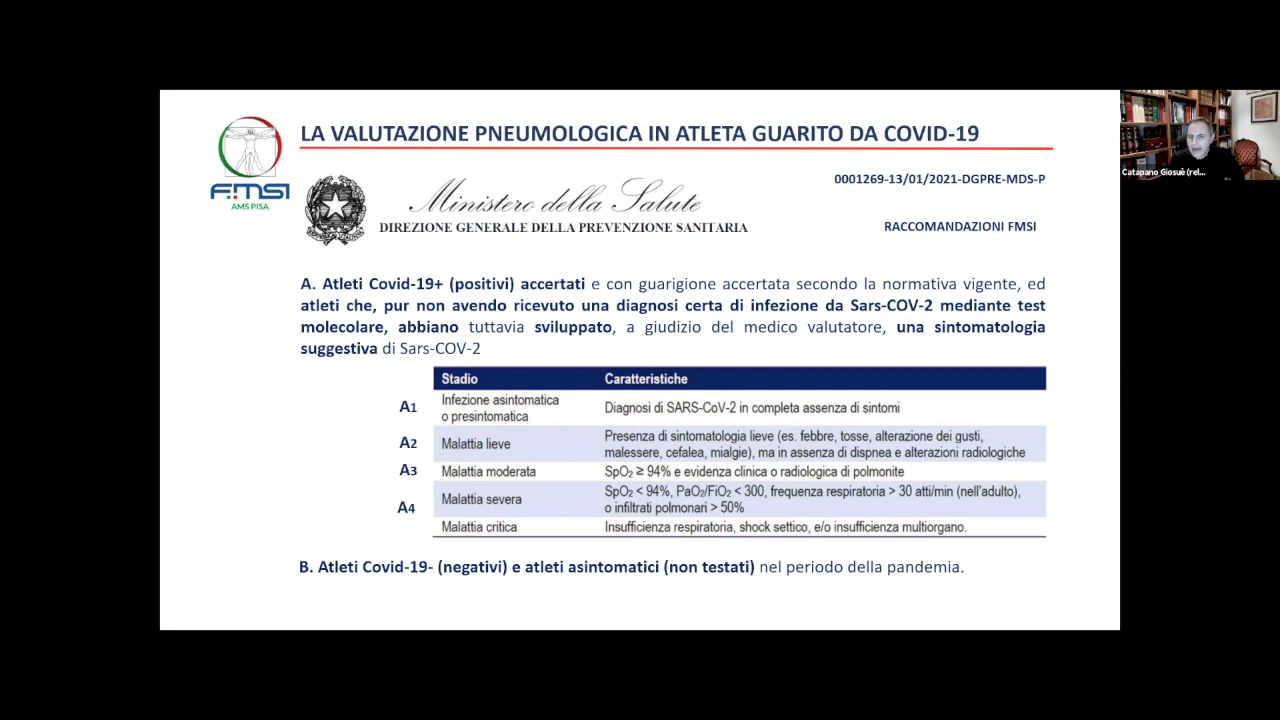 LA VALUTAZIONE PNEUMOLOGICA IN ATLETA GUARITO DA COVID-19
FMSI
AMS PISA
Ministero della Salute
DIREZIONE GENERALE DELLA PREVENZIONE SANITARIA
0001269-13/01/2021-DGPRE-MDS-P
RACCOMANDAZIONI FMSI
Catapano Giosuè (rel...
A. Atleti Covid-19+ (positivi) accertati e con guarigione accertata secondo la normativa vigente, ed
atleti che, pur non avendo ricevuto una diagnosi certa di infezione da Sars-COV-2 mediante test
molecolare, abbiano tuttavia sviluppato, a giudizio del medico valutatore, una sintomatologia
suggestiva di Sars-COV-2
Stadio Caratteristiche
A1 Infezione asintomatica
o presintomatica Diagnosi di SARS-CoV-2 in completa assenza di sintomi
A2 Malattia lieve Presenza di sintomatologia lieve (es. febbre, tosse, alterazione dei gusti,
malessere, cefalea, mialgie), ma in assenza di dispnea e alterazioni radiologiche
A3 Malattia moderata SpO₂ ≥ 94% e evidenza clinica o radiologica di polmonite
A4 Malattia severa SpO₂ < 94%, PaO₂/FiO₂ < 300, frequenza respiratoria > 30 atti/min (nell'adulto),
o infiltrati polmonari > 50%
Malattia critica Insufficienza respiratoria, shock settico, e/o insufficienza multiorgano.
B. Atleti Covid-19- (negativi) e atleti asintomatici (non testati) nel periodo della pandemia.